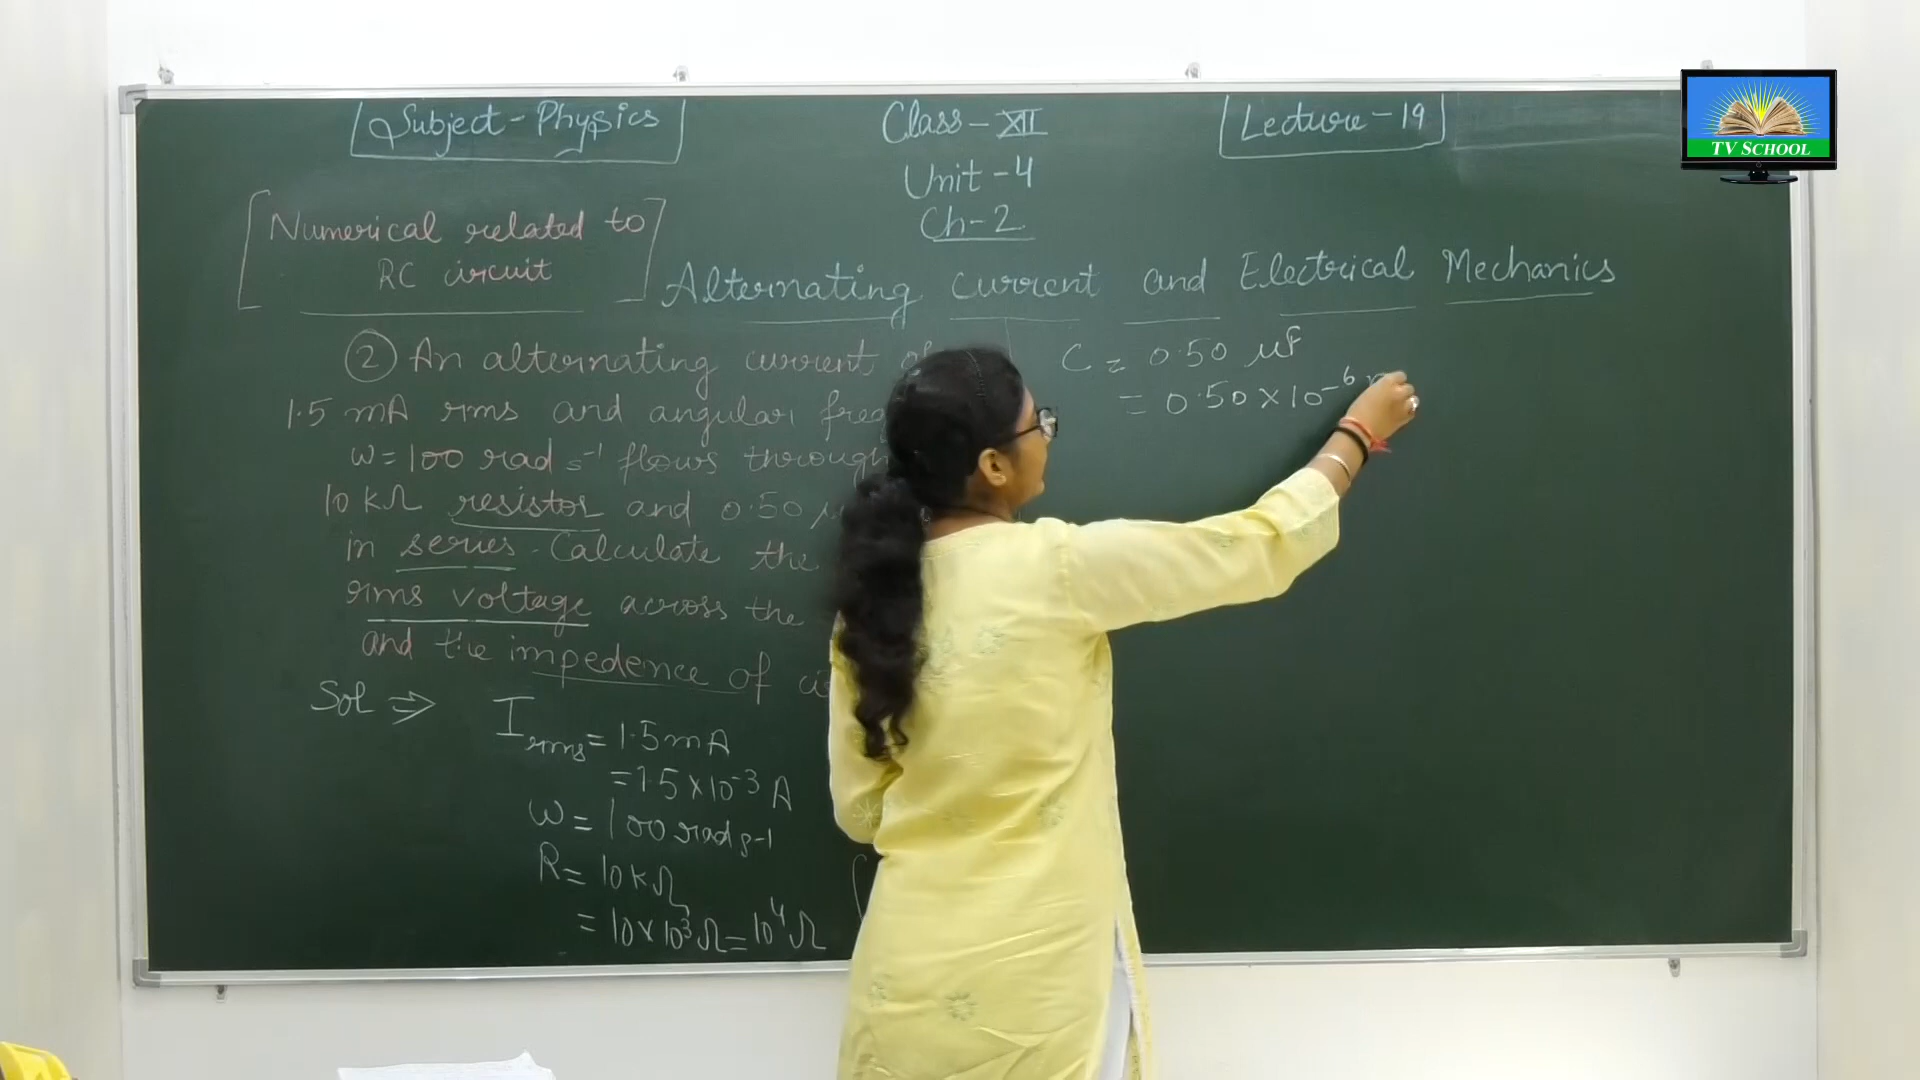 Subject - Physics
Class - XII
Lecture - 19
TV SCHOOL
Unit - 4
Ch - 2
[Numerical related to
RC circuit]
Alternating current and Electrical Mechanics
② An alternating current
1.5 mA rms and angular
ω = 100 rad s⁻¹ flows through
10 kΩ resistor and 0.50
in series. Calculate the
rms voltage across the
and the impedence of
Sol ⇒ I rms = 1.5 mA
= 1.5 × 10⁻³ A
ω = 100 rad s⁻¹
R = 10 kΩ
= 10 × 10³ Ω = 10⁴ Ω
C = 0.50 μF
= 0.50 × 10⁻⁶